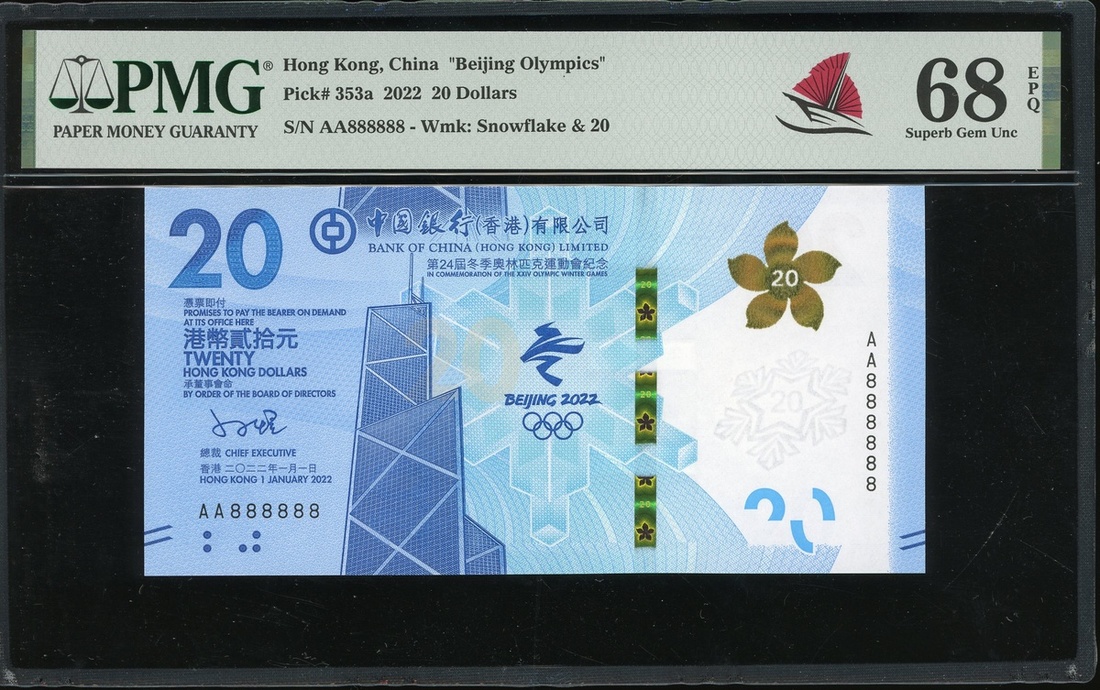 PMG®
PAPER MONEY GUARANTY
Hong Kong, China "Beijing Olympics"
Pick# 353a 2022 20 Dollars
S/N AA888888 - Wmk: Snowflake & 20
68
EPQ
Superb Gem Unc
20
中國銀行(香港)有限公司
BANK OF CHINA (HONG KONG) LIMITED
第24屆冬季奧林匹克運動會紀念
IN COMMEMORATION OF THE XXIV OLYMPIC WINTER GAMES
憑票即付
PROMISES TO PAY THE BEARER ON DEMAND
AT ITS OFFICE HERE
港幣貳拾元
TWENTY
HONG KONG DOLLARS
承董事會命
BY ORDER OF THE BOARD OF DIRECTORS
總裁 CHIEF EXECUTIVE
香港 二〇二二年一月一日
HONG KONG 1 JANUARY 2022
AA888888
20
BEIJING 2022
20
20
20
20
20
20
AA888888